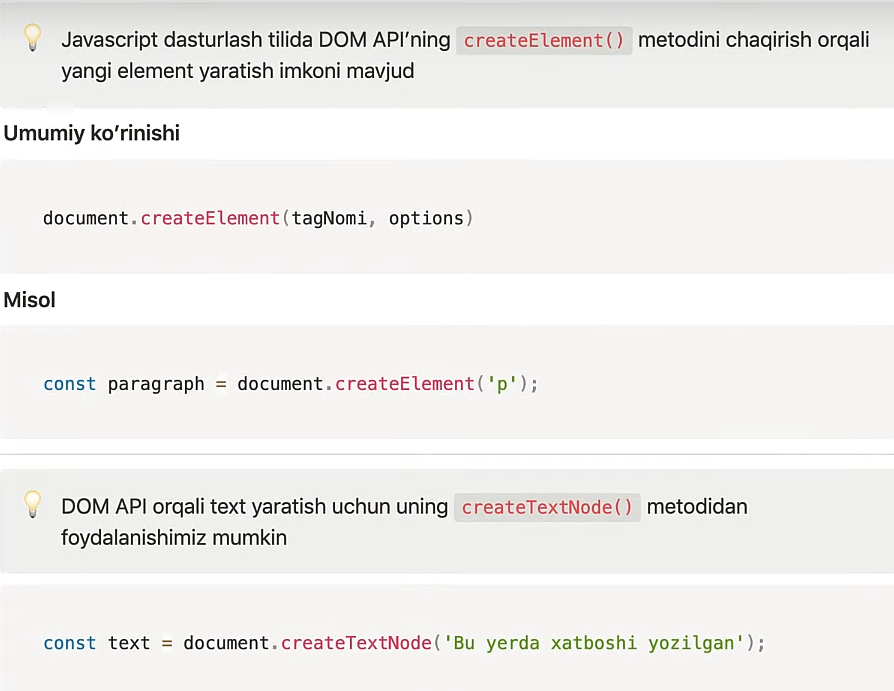 Javascript dasturlash tilida DOM API’ning createElement() metodini chaqirish orqali
yangi element yaratish imkoni mavjud
Umumiy ko’rinishi
document.createElement(tagNomi, options)
Misol
const paragraph = document.createElement('p');
DOM API orqali text yaratish uchun uning createTextNode() metodidan
foydalanishimiz mumkin
const text = document.createTextNode('Bu yerda xatboshi yozilgan');